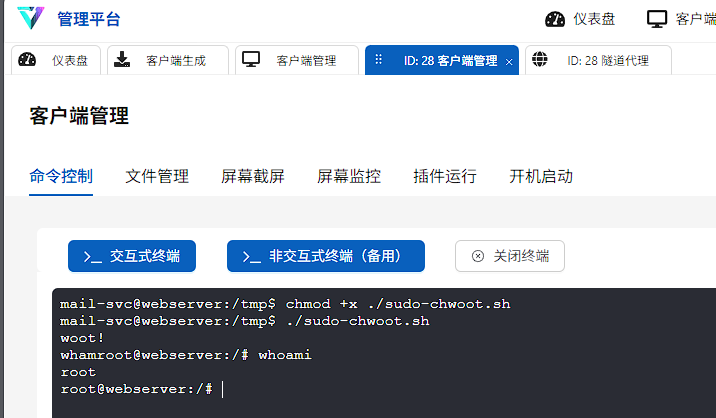 管理平台 仪表盘 客户端
仪表盘 客户端生成 客户端管理 ID: 28 客户端管理 × ID: 28 隧道代理
客户端管理
命令控制 文件管理 屏幕截屏 屏幕监控 插件运行 开机启动
>_ 交互式终端 >_ 非交互式终端（备用） 关闭终端
mail-svc@webserver:/tmp$ chmod +x ./sudo-chwoot.sh
mail-svc@webserver:/tmp$ ./sudo-chwoot.sh
woot!
whamroot@webserver:/# whoami
root
root@webserver:/#